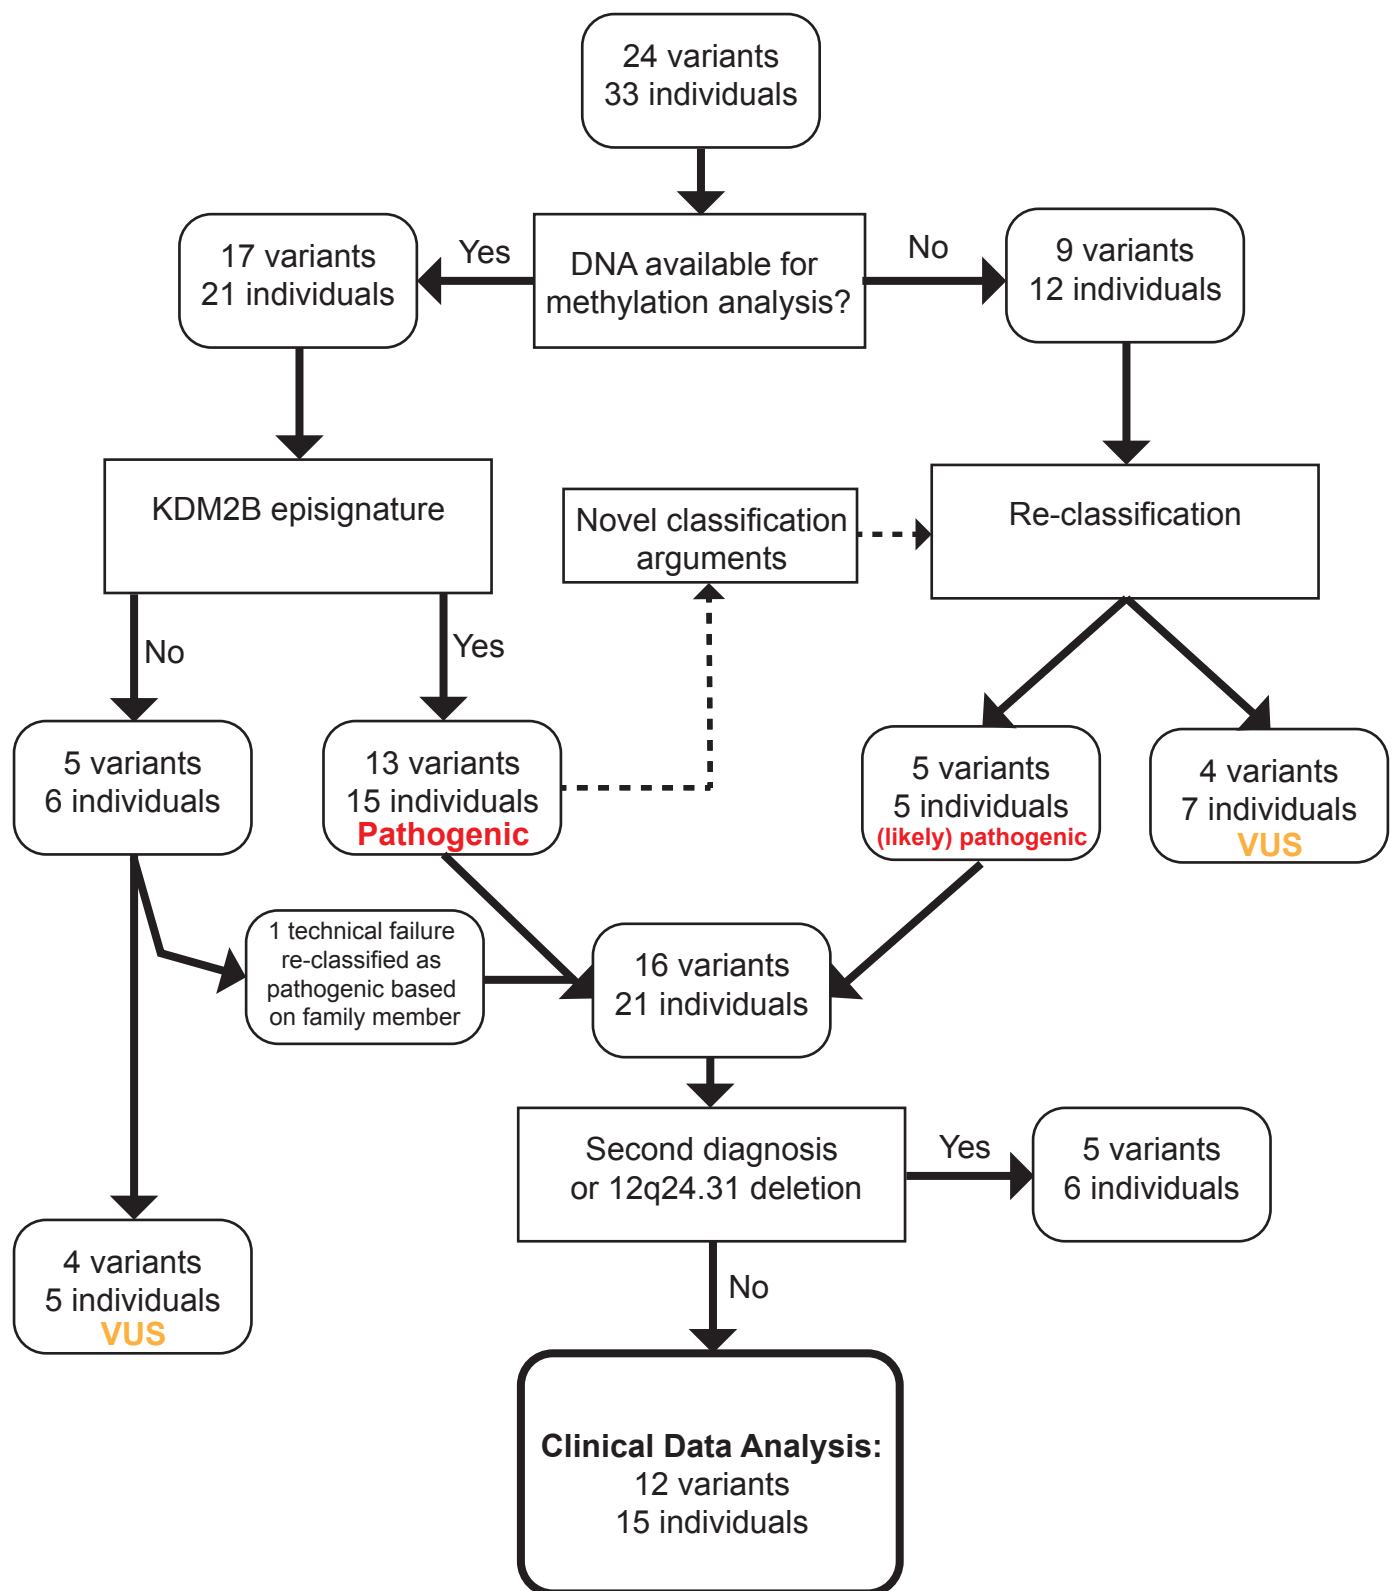 24 variants
33 individuals
17 variants
21 individuals
Yes
DNA available for
methylation analysis?
No
9 variants
12 individuals
KDM2B episignature
Novel classification
arguments
Re-classification
No
Yes
5 variants
6 individuals
13 variants
15 individuals
Pathogenic
5 variants
5 individuals
(likely) pathogenic
4 variants
7 individuals
VUS
1 technical failure
re-classified as
pathogenic based
on family member
16 variants
21 individuals
Second diagnosis
or 12q24.31 deletion
Yes
5 variants
6 individuals
4 variants
5 individuals
VUS
No
Clinical Data Analysis:
12 variants
15 individuals